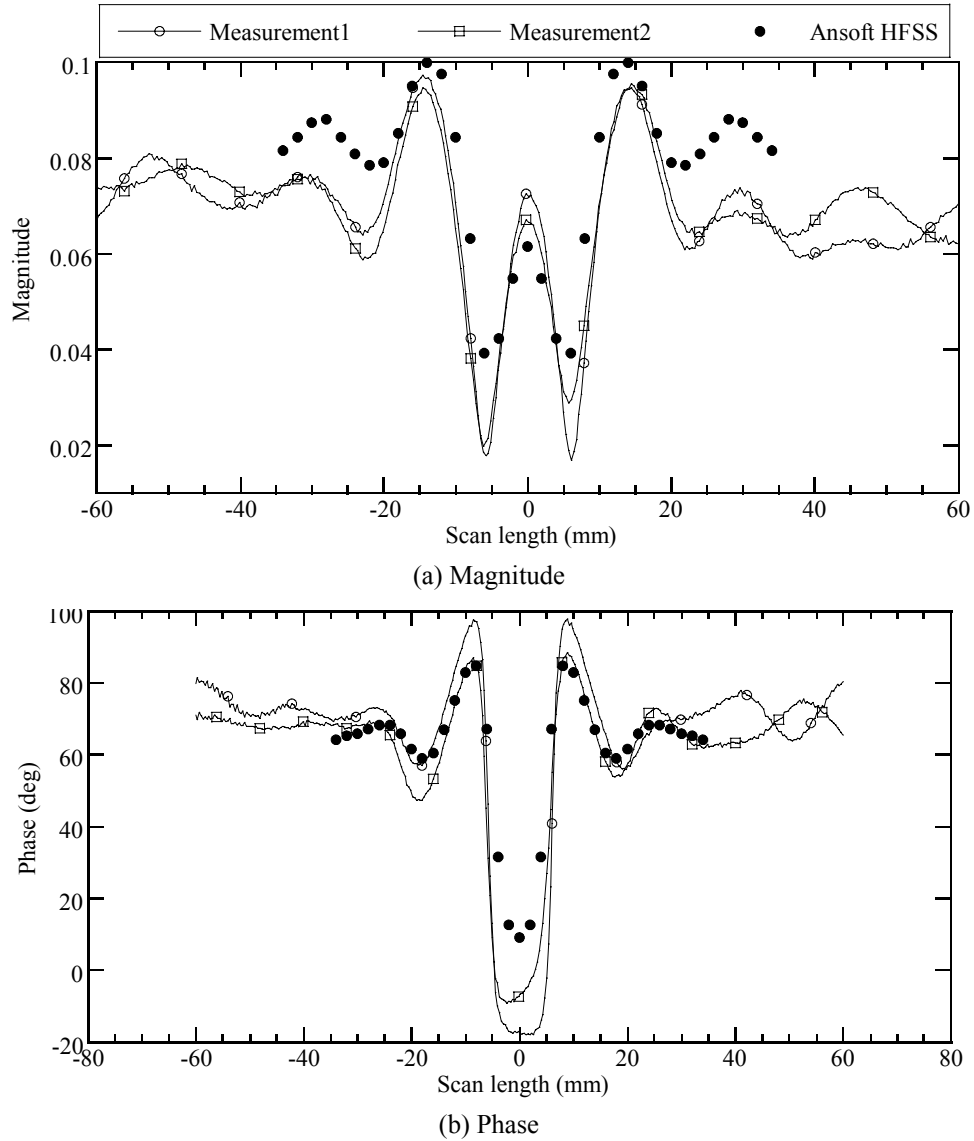 Measurement1 Measurement2 Ansoft HFSS
0.1
0.08
0.06
0.04
0.02
Magnitude
-60 -40 -20 0 20 40 60
Scan length (mm)
(a) Magnitude
100
80
60
40
20
0
-20
Phase (deg)
-80 -60 -40 -20 0 20 40 60 80
Scan length (mm)
(b) Phase